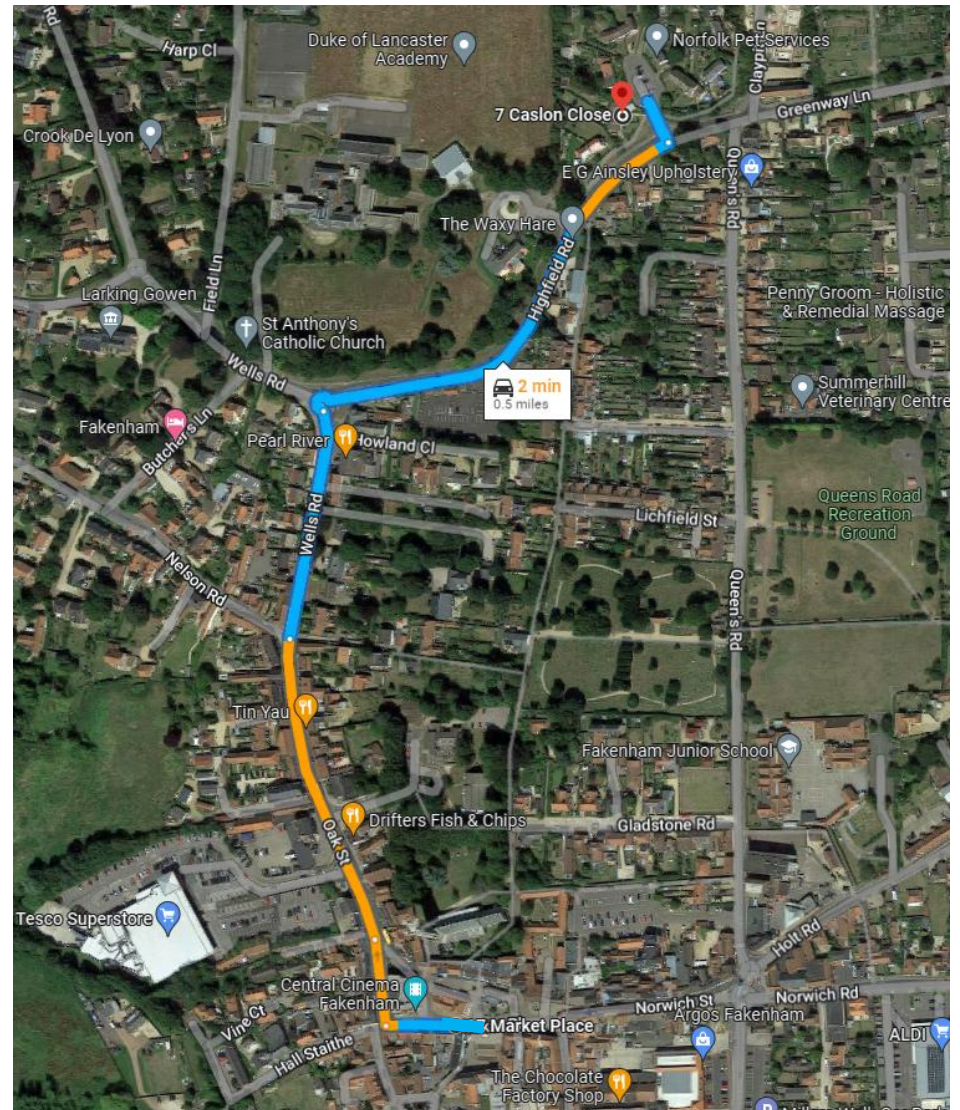 Rd
Harp Cl
Duke of Lancaster
Academy
Norfolk Pet Services
Claypit Ln
7 Caslon Close
Greenway Ln
Crook De Lyon
E G Ainsley Upholstery
Queen's Rd
The Waxy Hare
Highfield Rd
Field Ln
Larking Gowen
Penny Groom - Holistic
& Remedial Massage
St Anthony's
Catholic Church
Wells Rd
2 min
0.5 miles
Summerhill
Veterinary Centre
Fakenham
Butcher's Ln
Pearl River
Howland Cl
Wells Rd
Lichfield St
Queens Road
Recreation
Ground
Nelson Rd
Queen's Rd
Tin Yau
Fakenham Junior School
Drifters Fish & Chips
Gladstone Rd
Oak St
Tesco Superstore
Holt Rd
Central Cinema
Fakenham
Norwich St
Norwich Rd
Vine Ct
Market Place
Argos Fakenham
ALDI
Hall Staithe
The Chocolate
Factory Shop